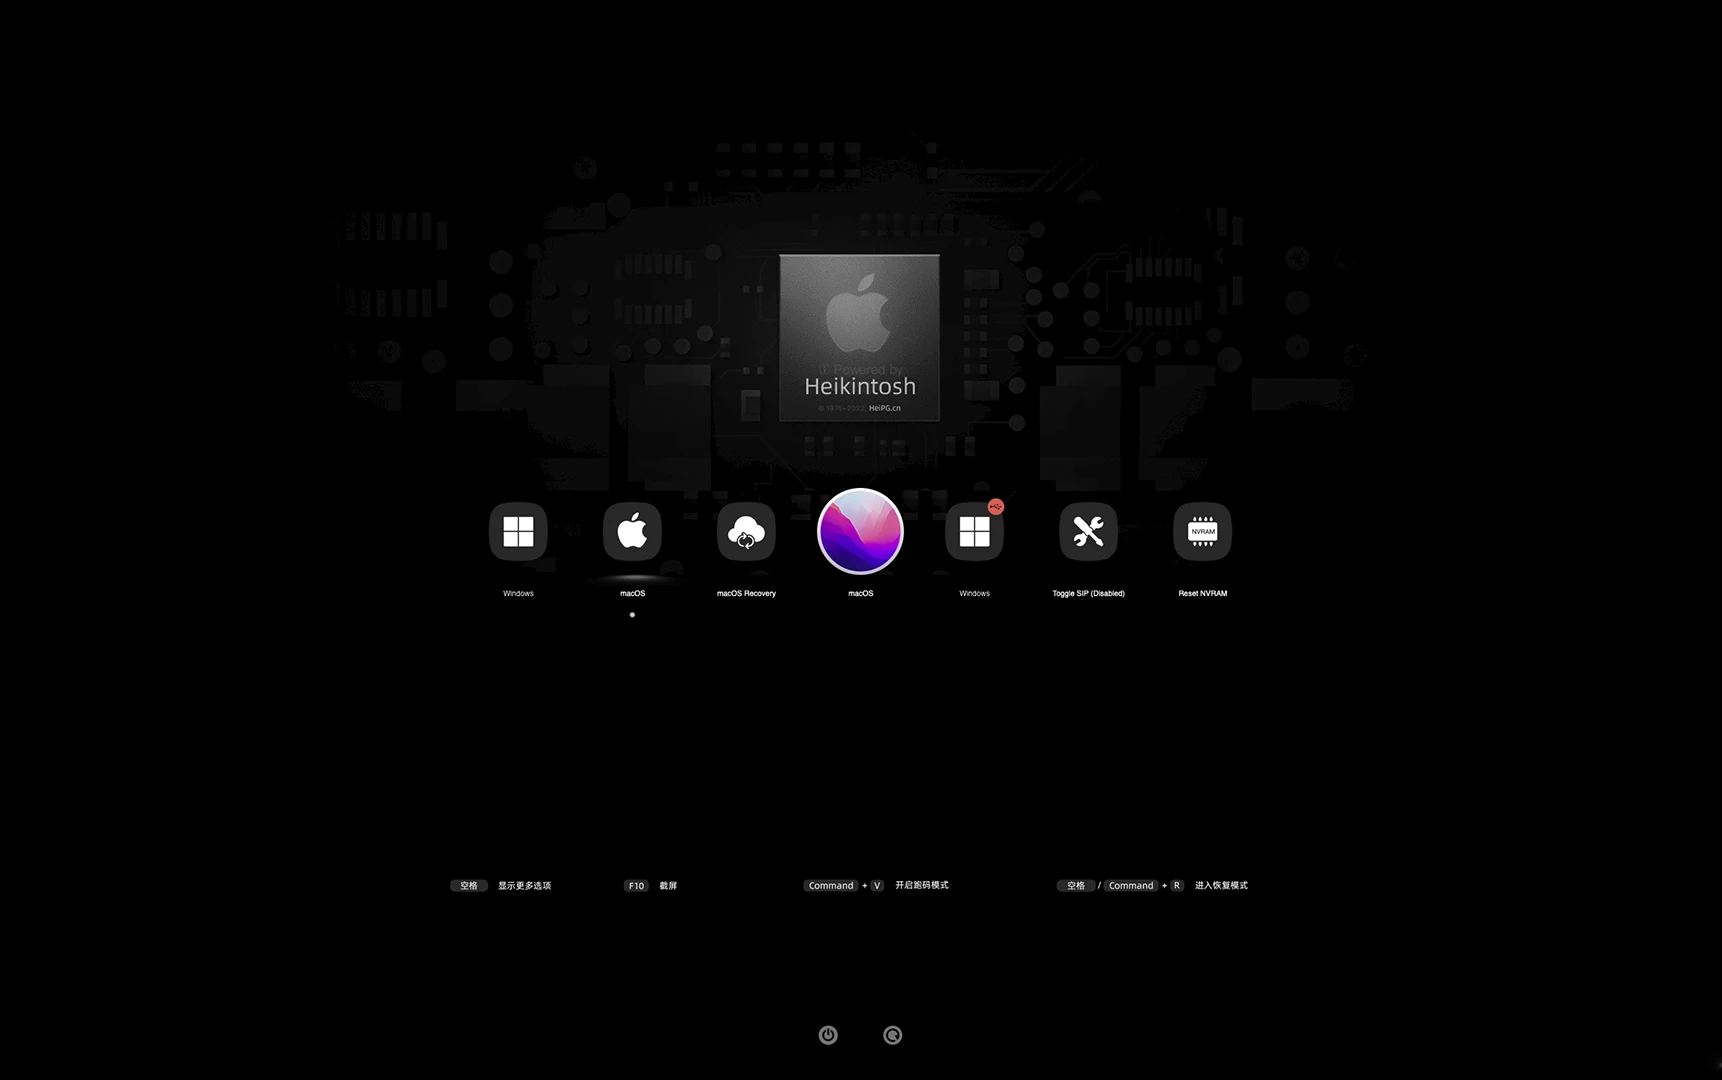 Powered by
Heikintosh
© 1976-2022, HeiPG.cn
Windows
macOS
macOS Recovery
macOS
Windows
Toggle SIP (Disabled)
NVRAM
Reset NVRAM
空格 显示更多选项
F10 截屏
Command + V 开启跑码模式
空格 / Command + R 进入恢复模式